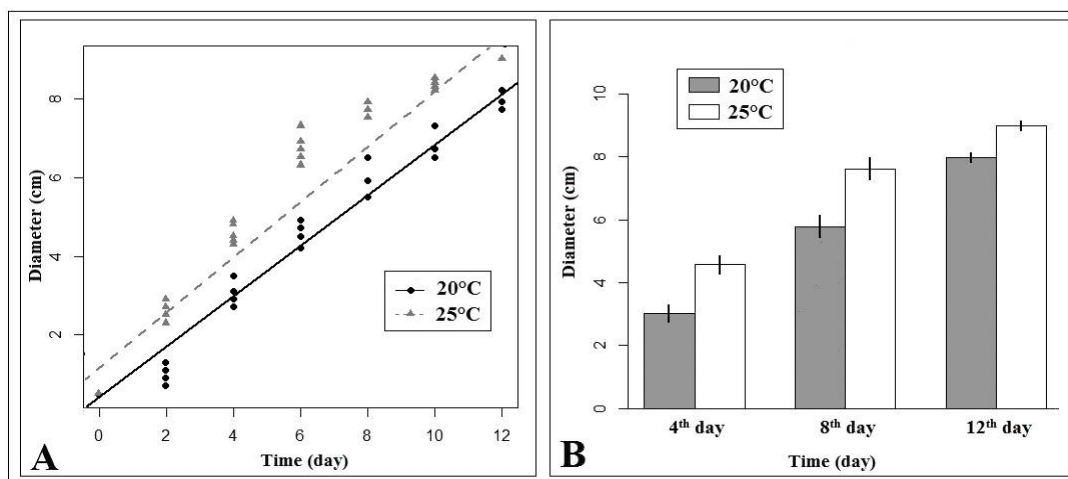 8
6
4
2
Diameter (cm)
20°C
25°C
0 2 4 6 8 10 12
Time (day)
A
20°C
25°C
10
8
6
4
2
0
Diameter (cm)
4th day 8th day 12th day
Time (day)
B